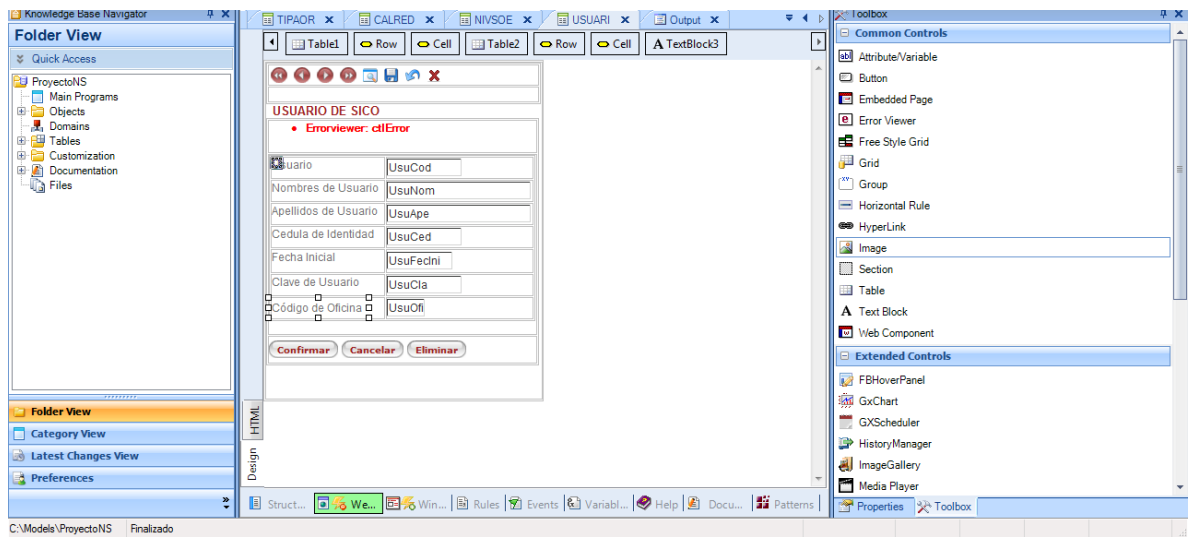 Knowledge Base Navigator
Folder View
Quick Access
ProyectoNS
Main Programs
Objects
Domains
Tables
Customization
Documentation
Files
Folder View
Category View
Latest Changes View
Preferences
TIPAOR CALRED NIVSOE USUARI Output
Table1 Row Cell Table2 Row Cell A TextBlock3
USUARIO DE SICO
• Errorviewer: ctlError
suario UsuCod
Nombres de Usuario UsuNom
Apellidos de Usuario UsuApe
Cedula de Identidad UsuCed
Fecha Inicial UsuFecIni
Clave de Usuario UsuCla
Código de Oficina UsuOfi
Confirmar Cancelar Eliminar
HTML
Design
Struct... We... Win... Rules Events Variabl... Help Docu... Patterns
Toolbox
Common Controls
Attribute/Variable
Button
Embedded Page
Error Viewer
Free Style Grid
Grid
Group
Horizontal Rule
HyperLink
Image
Section
Table
A Text Block
Web Component
Extended Controls
FBHoverPanel
GxChart
GXScheduler
HistoryManager
ImageGallery
Media Player
Properties Toolbox
C:\Models\ProyectoNS Finalizado